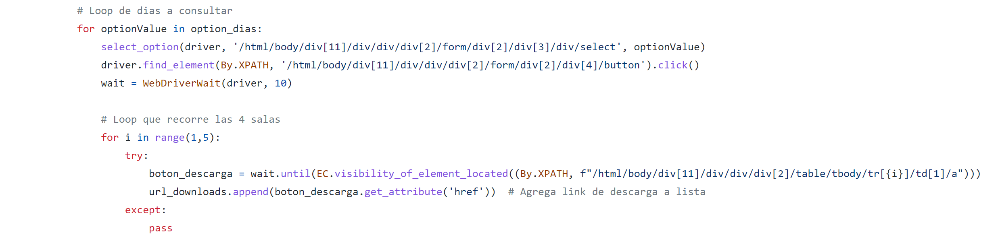 # Loop de dias a consultar
for optionValue in option_dias:
select_option(driver, '/html/body/div[11]/div/div/div[2]/form/div[2]/div[3]/div/select', optionValue)
driver.find_element(By.XPATH, '/html/body/div[11]/div/div/div[2]/form/div[2]/div[4]/button').click()
wait = WebDriverWait(driver, 10)
# Loop que recorre las 4 salas
for i in range(1,5):
try:
boton_descarga = wait.until(EC.visibility_of_element_located((By.XPATH, f"/html/body/div[11]/div/div/div[2]/table/tbody/tr[{i}]/td[1]/a")))
url_downloads.append(boton_descarga.get_attribute('href'))  # Agrega link de descarga a lista
except:
pass